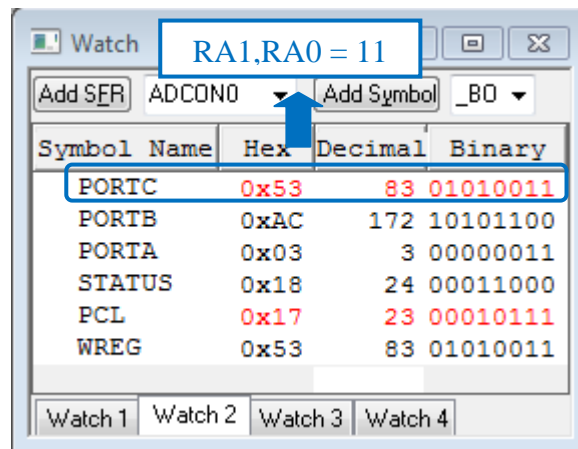 Watch
RA1,RA0 = 11
Add SFR ADCON0 Add Symbol _BO
Symbol Name Hex Decimal Binary
PORTC 0x53 83 01010011
PORTB 0xAC 172 10101100
PORTA 0x03 3 00000011
STATUS 0x18 24 00011000
PCL 0x17 23 00010111
WREG 0x53 83 01010011
Watch 1 Watch 2 Watch 3 Watch 4